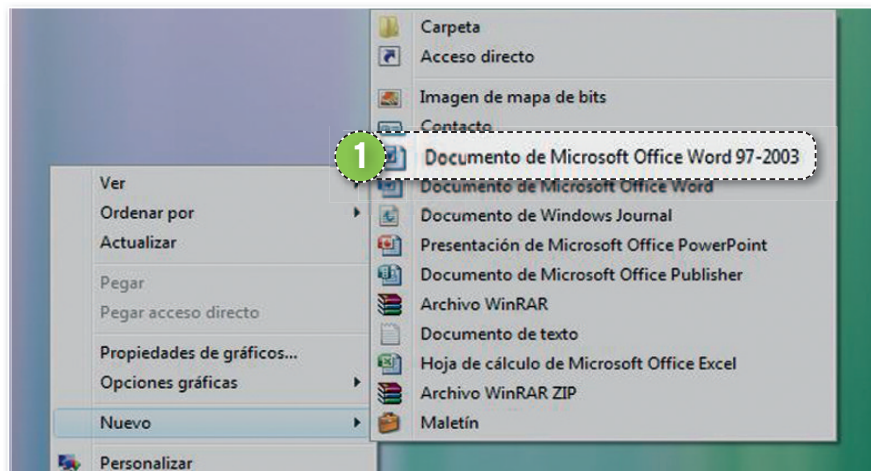 Carpeta
Acceso directo
Imagen de mapa de bits
Contacto
1 Documento de Microsoft Office Word 97-2003
Documento de Microsoft Office Word
Documento de Windows Journal
Presentación de Microsoft Office PowerPoint
Documento de Microsoft Office Publisher
Archivo WinRAR
Documento de texto
Hoja de cálculo de Microsoft Office Excel
Archivo WinRAR ZIP
Maletín
Ver
Ordenar por
Actualizar
Pegar
Pegar acceso directo
Propiedades de gráficos...
Opciones gráficas
Nuevo
Personalizar